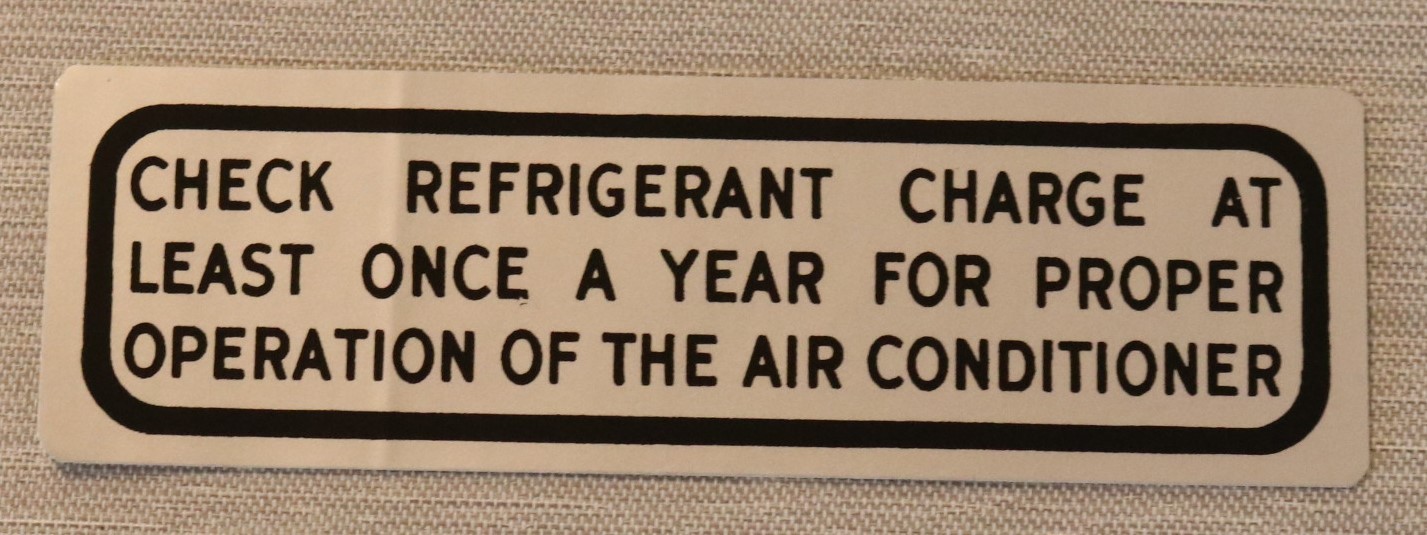 CHECK REFRIGERANT CHARGE AT
LEAST ONCE A YEAR FOR PROPER
OPERATION OF THE AIR CONDITIONER